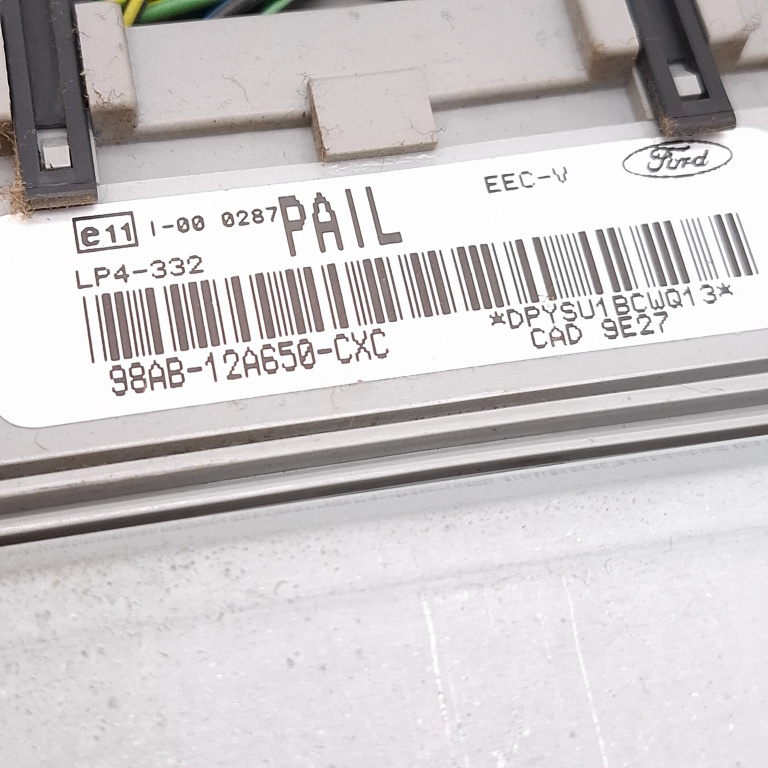 e11 I-00 0287 PAIL EEC-V Ford
LP4-332
98AB-12A650-CXC *DPYSU1BCWQ13*
CAD 9E27